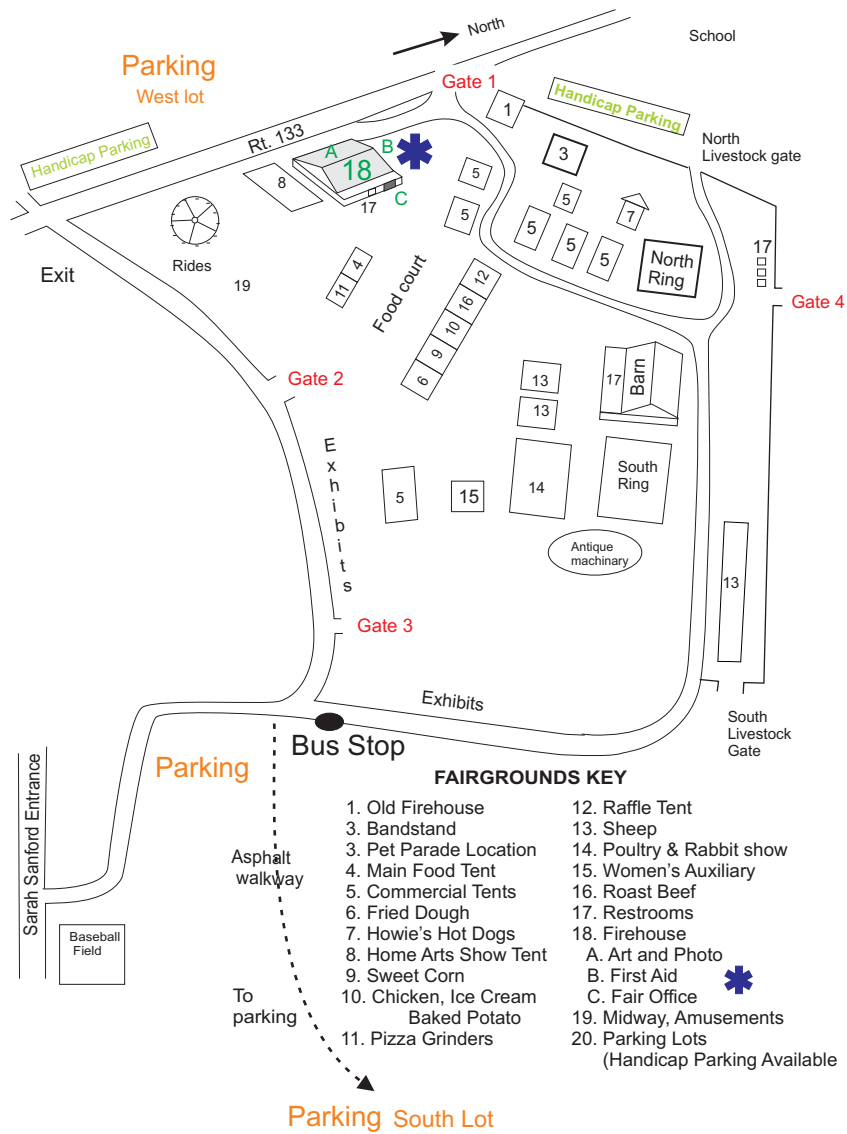 North
School
Parking
West lot
Gate 1
Handicap Parking
1
Rt. 133
Handicap Parking
North
Livestock gate
A
B
18
C
17
8
3
5
5
5
7
5
5
5
North
Ring
17
Gate 4
Exit
Rides
19
4
11
Food court
12
16
10
9
6
Gate 2
13
13
17
Barn
Exhibits
5
15
14
South
Ring
Antique
machinary
13
Gate 3
Exhibits
South
Livestock
Gate
Bus Stop
Parking
Sarah Sanford Entrance
Asphalt
walkway
Baseball
Field
To
parking
Parking South Lot
FAIRGROUNDS KEY
1. Old Firehouse
3. Bandstand
3. Pet Parade Location
4. Main Food Tent
5. Commercial Tents
6. Fried Dough
7. Howie's Hot Dogs
8. Home Arts Show Tent
9. Sweet Corn
10. Chicken, Ice Cream
Baked Potato
11. Pizza Grinders
12. Raffle Tent
13. Sheep
14. Poultry & Rabbit show
15. Women's Auxiliary
16. Roast Beef
17. Restrooms
18. Firehouse
A. Art and Photo
B. First Aid
C. Fair Office
19. Midway, Amusements
20. Parking Lots
(Handicap Parking Available